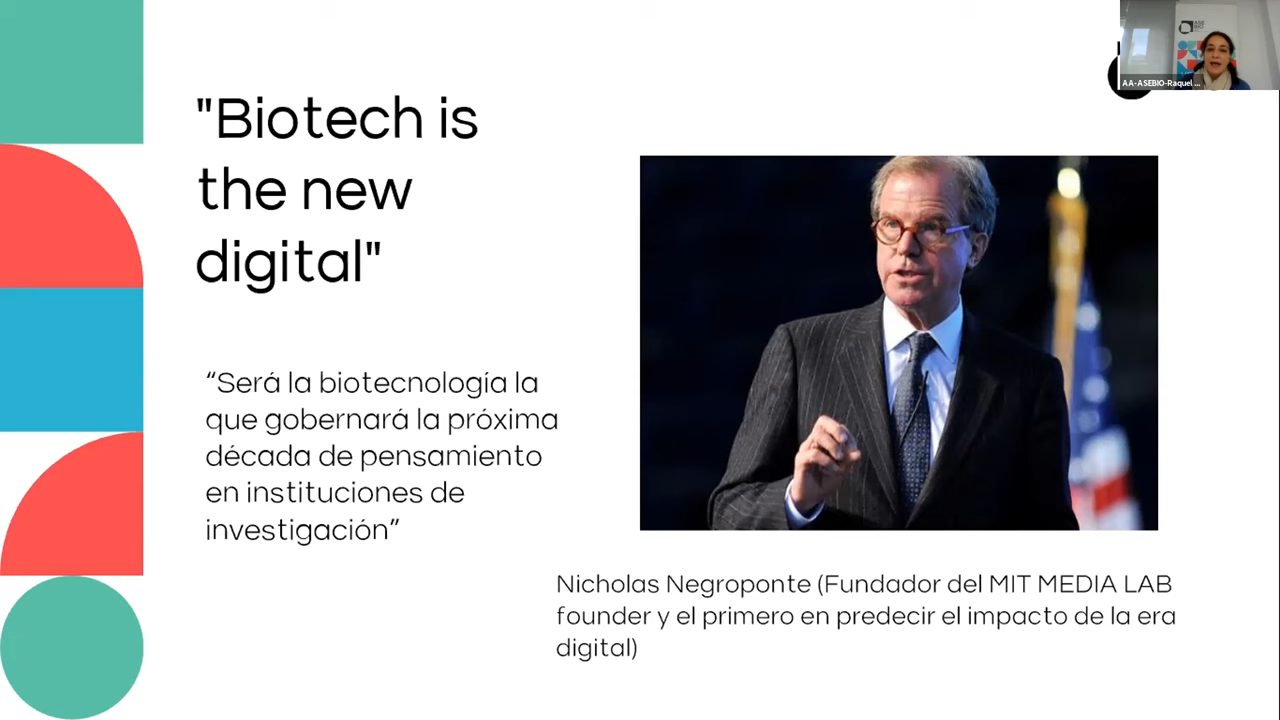 ASE
BIO
AA-ASEBIO-Raquel ...
"Biotech is
the new
digital"
“Será la biotecnología la
que gobernará la próxima
década de pensamiento
en instituciones de
investigación”
Nicholas Negroponte (Fundador del MIT MEDIA LAB
founder y el primero en predecir el impacto de la era
digital)